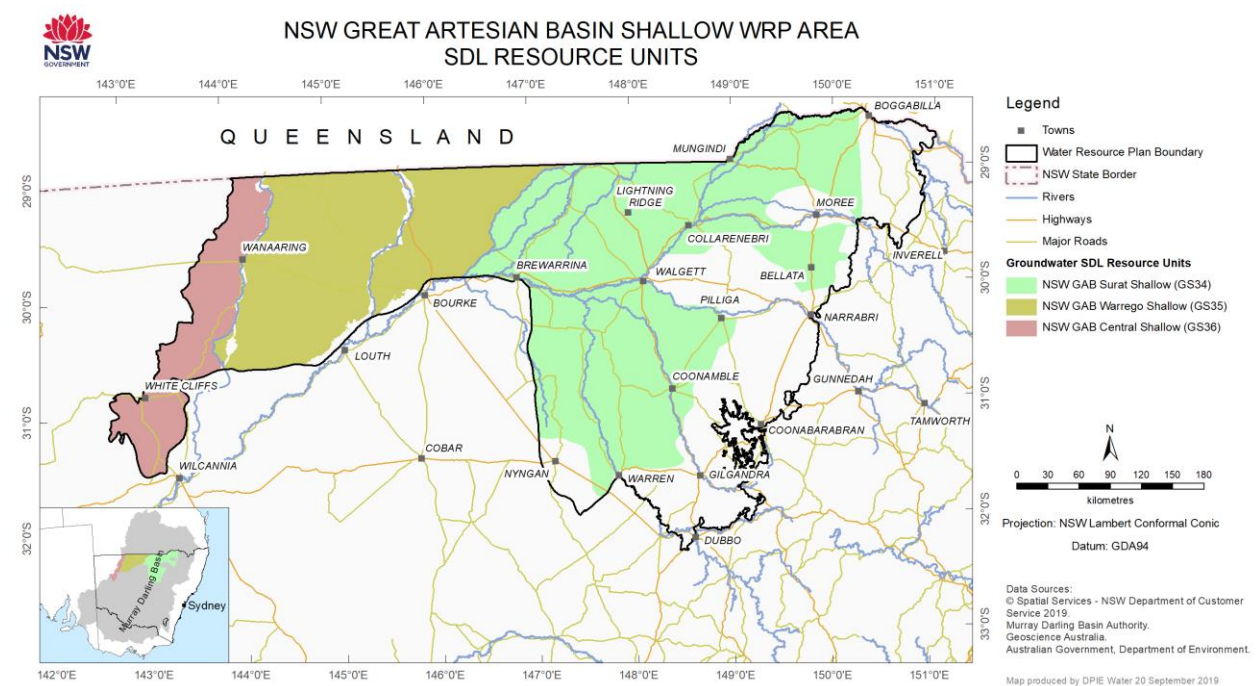 NSW
GOVERNMENT
NSW GREAT ARTESIAN BASIN SHALLOW WRP AREA
SDL RESOURCE UNITS
143°0'E 144°0'E 145°0'E 146°0'E 147°0'E 148°0'E 149°0'E 150°0'E 151°0'E
QUEENSLAND
BOGGABILLA
MUNGINDI
29°0'S
29°0'S
LIGHTNING
RIDGE
MOREE
COLLARENEBRI
WANAARING
INVERELL
BREWARRINA
WALGETT
BELLATA
30°0'S
30°0'S
BOURKE
PILLIGA
NARRABRI
LOUTH
WHITE CLIFFS
COONAMBLE
GUNNEDAH
31°0'S
31°0'S
TAMWORTH
COONABARABRAN
COBAR
WILCANNIA
NYNGAN
WARREN
GILGANDRA
32°0'S
32°0'S
DUBBO
Murray Darling Basin
Sydney
33°0'S
142°0'E 143°0'E 144°0'E 145°0'E 146°0'E 147°0'E 148°0'E 149°0'E 150°0'E 151°0'E
Legend
Towns
Water Resource Plan Boundary
NSW State Border
Rivers
Highways
Major Roads
Groundwater SDL Resource Units
NSW GAB Surat Shallow (GS34)
NSW GAB Warrego Shallow (GS35)
NSW GAB Central Shallow (GS36)
N
0 30 60 90 120 150 180
kilometres
Projection: NSW Lambert Conformal Conic
Datum: GDA94
Data Sources:
© Spatial Services - NSW Department of Customer
Service 2019.
Murray Darling Basin Authority.
Geoscience Australia.
Australian Government, Department of Environment.
Map produced by DPIE Water 20 September 2019